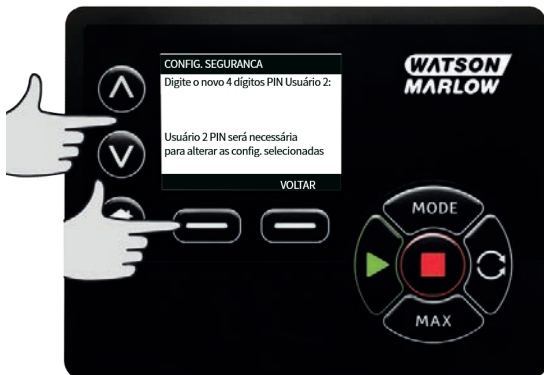 CONFIG. SEGURANCA
Digite o novo 4 dígitos PIN Usuário 2:
Usuário 2 PIN será necessária
para alterar as config. selecionadas
VOLTAR
WATSON
MARLOW
MODE
MAX